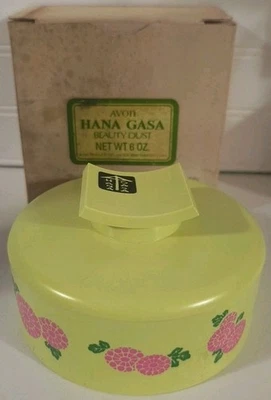 AVON
HANA GASA
BEAUTY DUST
NET WT 6 OZ.